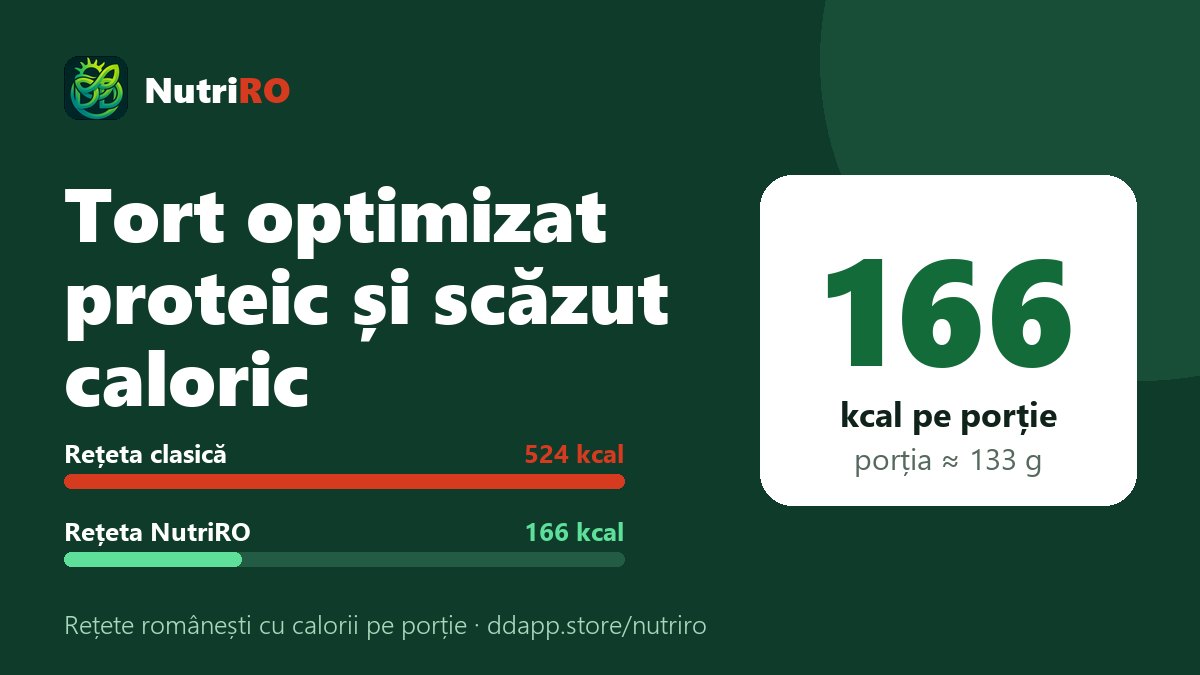 NutriRO
Tort optimizat
proteic și scăzut
caloric
Rețeta clasică 524 kcal
Rețeta NutriRO 166 kcal
166
kcal pe porție
porția ≈ 133 g
Rețete românești cu calorii pe porție · ddapp.store/nutriro